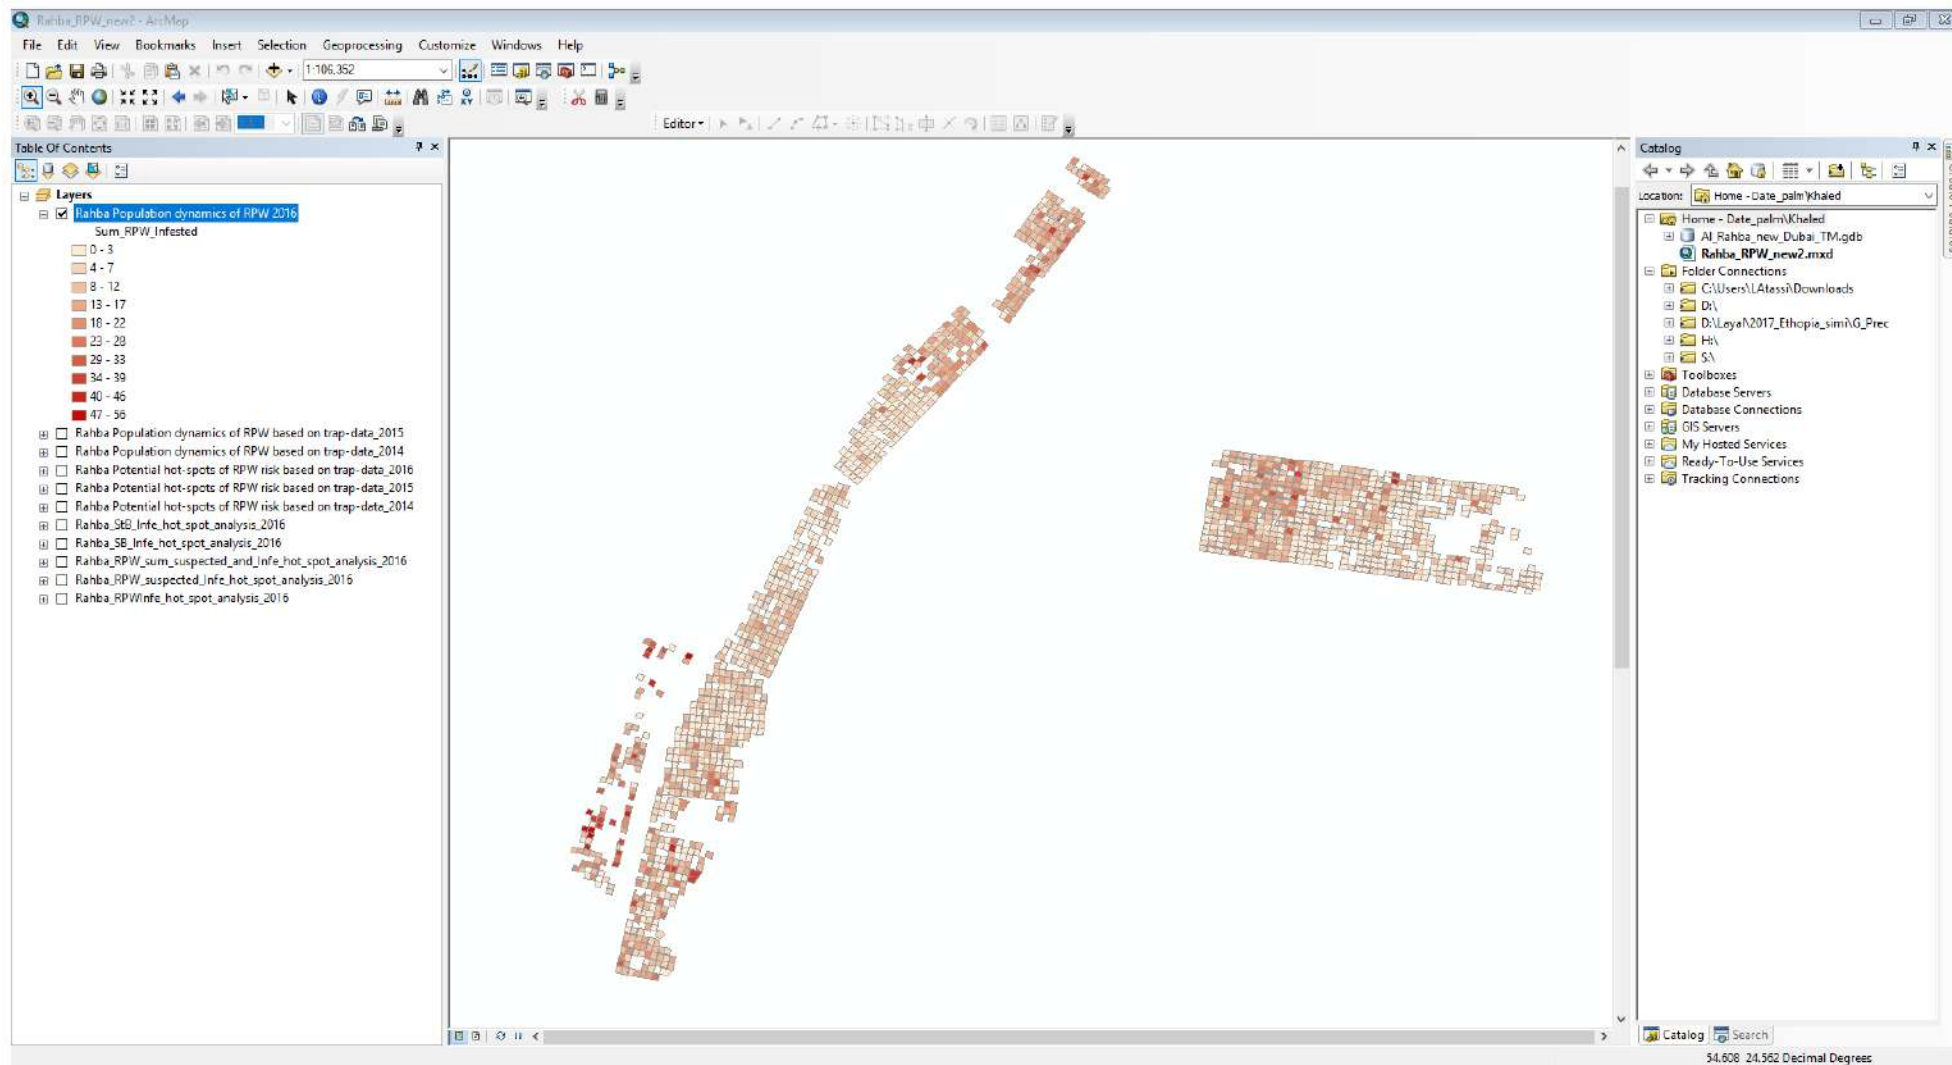 Rahba_RPW_new2 - ArcMap
File Edit View Bookmarks Insert Selection Geoprocessing Customize Windows Help
1:106,352
Editor
Table Of Contents
Layers
Rahba Population dynamics of RPW 2016
Sum_RPW_Infested
0 - 3
4 - 7
8 - 12
13 - 17
18 - 22
23 - 28
29 - 33
34 - 39
40 - 46
47 - 56
Rahba Population dynamics of RPW based on trap-data_2015
Rahba Population dynamics of RPW based on trap-data_2014
Rahba Potential hot-spots of RPW risk based on trap-data_2016
Rahba Potential hot-spots of RPW risk based on trap-data_2015
Rahba Potential hot-spots of RPW risk based on trap-data_2014
Rahba_StB_Infe_hot_spot_analysis_2016
Rahba_SB_Infe_hot_spot_analysis_2016
Rahba_RPW_sum_suspected_and_Infe_hot_spot_analysis_2016
Rahba_RPW_suspected_Infe_hot_spot_analysis_2016
Rahba_RPWInfe_hot_spot_analysis_2016
Catalog
Location: Home - Date_palm\Khaled
Home - Date_palm\Khaled
Al_Rahba_new_Dubai_TM.gdb
Rahba_RPW_new2.mxd
Folder Connections
C:\Users\LAtassi\Downloads
D:\
D:\Layal\2017_Ethopia_simi\G_Prec
H:\
S:\
Toolboxes
Database Servers
Database Connections
GIS Servers
My Hosted Services
Ready-To-Use Services
Tracking Connections
Catalog Search
54.608 24.562 Decimal Degrees